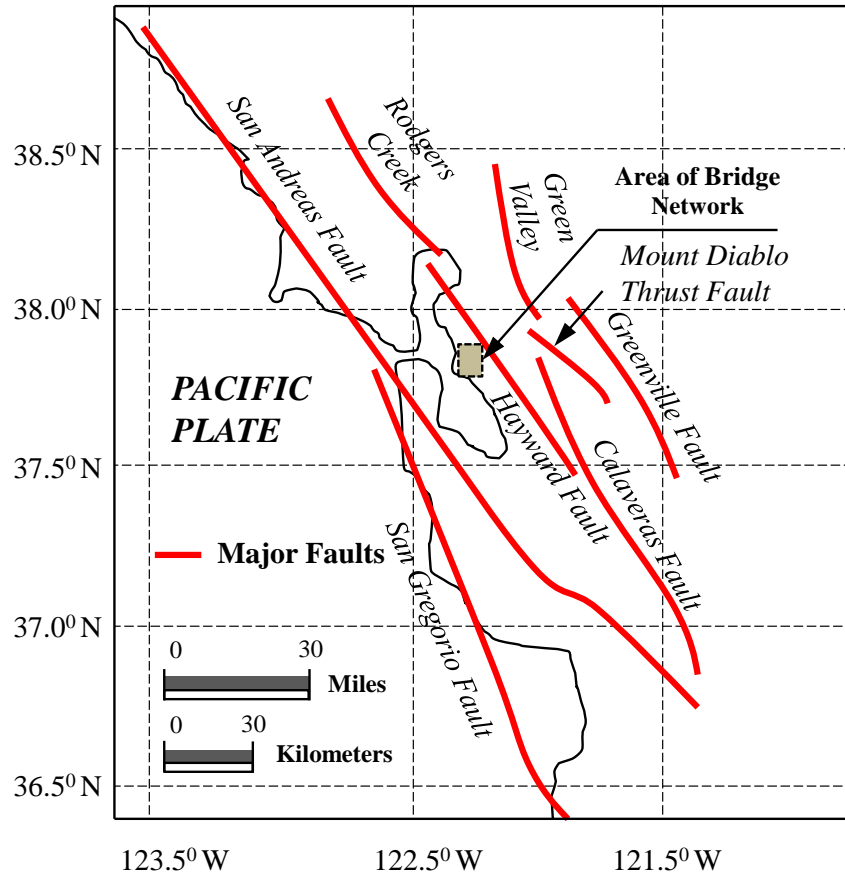 San Andreas Fault
Rodgers
Creek
Green
Valley
Area of Bridge
Network
Mount Diablo
Thrust Fault
Greenville Fault
Hayward Fault
Calaveras Fault
San Gregorio Fault
PACIFIC
PLATE
Major Faults
0 30
Miles
0 30
Kilometers
38.5⁰ N
38.0⁰ N
37.5⁰ N
37.0⁰ N
36.5⁰ N
123.5⁰ W 122.5⁰ W 121.5⁰ W